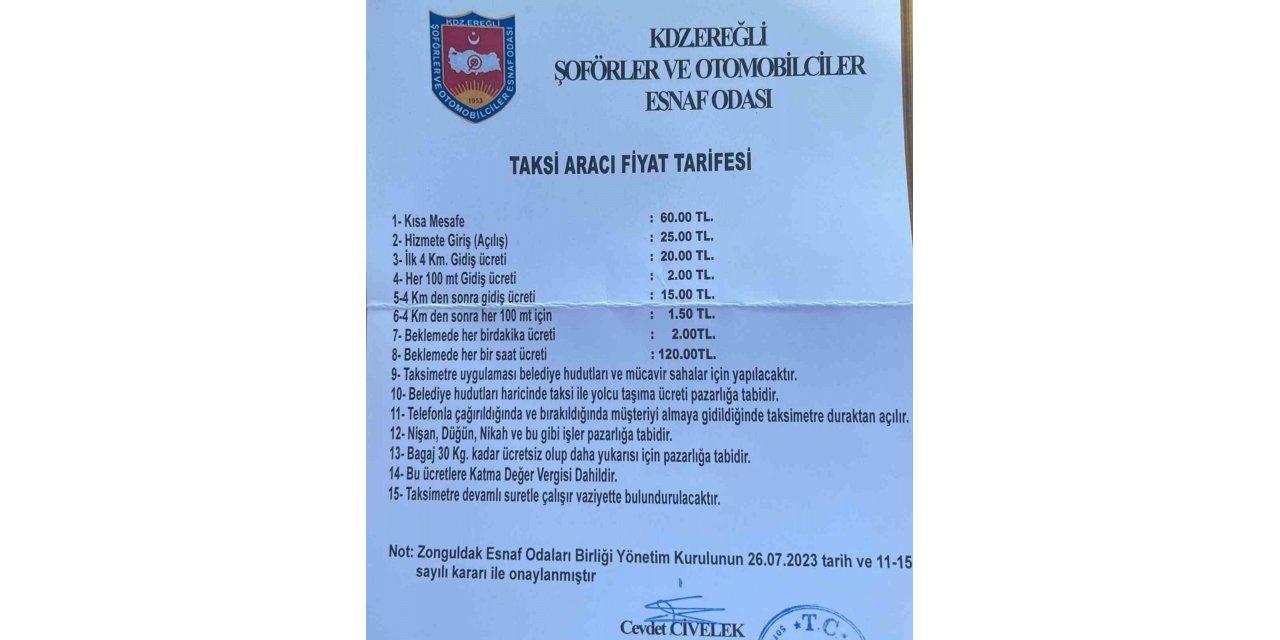 KDZ.EREĞLİ
ŞOFÖRLER VE OTOMOBİLCİLER ESNAF ODASI
1953
KDZEREĞLİ
ŞOFÖRLER VE OTOMOBİLCİLER
ESNAF ODASI
TAKSİ ARACI FİYAT TARİFESİ
1- Kısa Mesafe : 60.00 TL.
2- Hizmete Giriş (Açılış) : 25.00 TL.
3- İlk 4 Km. Gidiş ücreti : 20.00 TL.
4- Her 100 mt Gidiş ücreti : 2.00 TL.
5-4 Km den sonra gidiş ücreti : 15.00 TL.
6-4 Km den sonra her 100 mt için : 1.50 TL.
7- Beklemede her birdakika ücreti : 2.00TL.
8- Beklemede her bir saat ücreti : 120.00TL.
9- Taksimetre uygulaması belediye hudutları ve mücavir sahalar için yapılacaktır.
10- Belediye hudutları haricinde taksi ile yolcu taşıma ücreti pazarlığa tabidir.
11- Telefonla çağırıldığında ve bırakıldığında müşteriyi almaya gidildiğinde taksimetre duraktan açılır.
12- Nişan, Düğün, Nikah ve bu gibi işler pazarlığa tabidir.
13- Bagaj 30 Kg. kadar ücretsiz olup daha yukarısı için pazarlığa tabidir.
14- Bu ücretlere Katma Değer Vergisi Dahildir.
15- Taksimetre devamlı suretle çalışır vaziyette bulundurulacaktır.
Not: Zonguldak Esnaf Odaları Birliği Yönetim Kurulunun 26.07.2023 tarih ve 11-15
sayılı kararı ile onaylanmıştır
Cevdet CİVELEK
T.C.